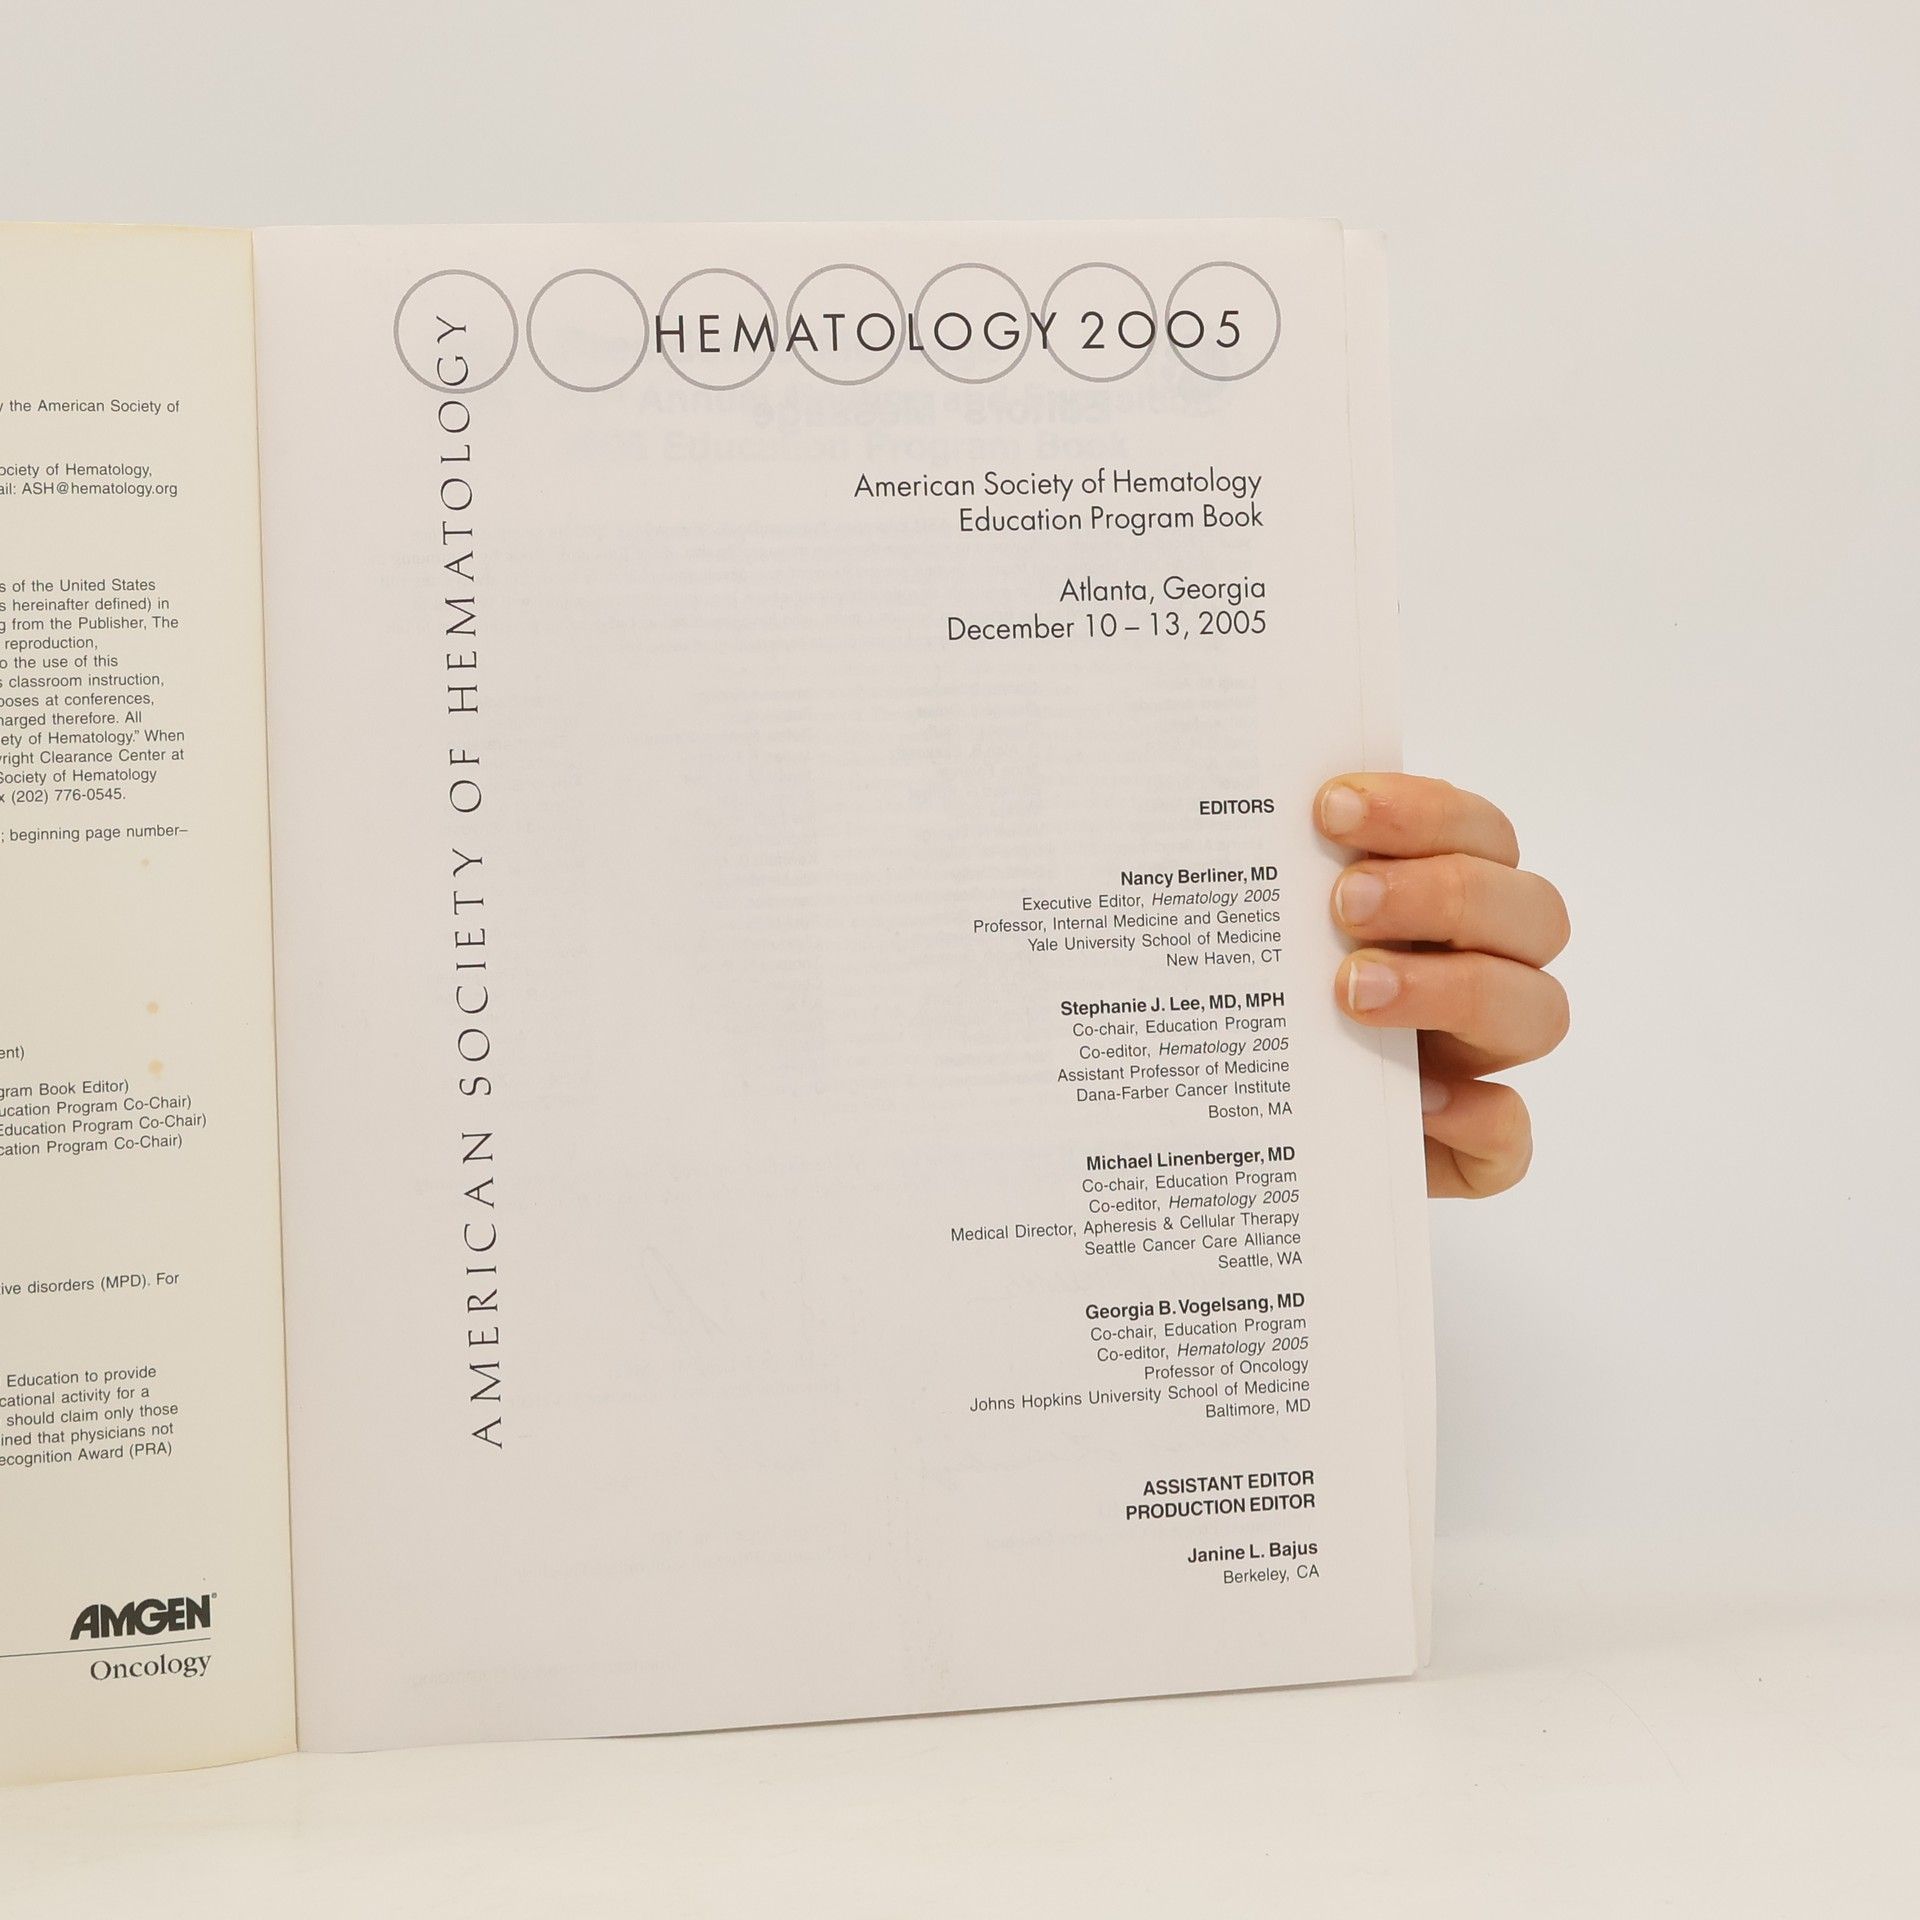 y the American Society of
ociety of Hematology,
ail: ASH@hematology.org
s of the United States
s hereinafter defined) in
g from the Publisher, The
reproduction,
o the use of this
s classroom instruction,
poses at conferences,
harged therefore. All
ety of Hematology." When
yright Clearance Center at
Society of Hematology
x (202) 776-0545.
; beginning page number–
ent)
gram Book Editor)
ucation Program Co-Chair)
Education Program Co-Chair)
cation Program Co-Chair)
tive disorders (MPD). For
Education to provide
cational activity for a
should claim only those
ined that physicians not
ecognition Award (PRA)
AMGEN®
Oncology
AMERICAN SOCIETY OF HEMATOLOGY
HEMATOLOGY 2005
American Society of Hematology
Education Program Book
Atlanta, Georgia
December 10 – 13, 2005
EDITORS
Nancy Berliner, MD
Executive Editor, Hematology 2005
Professor, Internal Medicine and Genetics
Yale University School of Medicine
New Haven, CT
Stephanie J. Lee, MD, MPH
Co-chair, Education Program
Co-editor, Hematology 2005
Assistant Professor of Medicine
Dana-Farber Cancer Institute
Boston, MA
Michael Linenberger, MD
Co-chair, Education Program
Co-editor, Hematology 2005
Medical Director, Apheresis & Cellular Therapy
Seattle Cancer Care Alliance
Seattle, WA
Georgia B. Vogelsang, MD
Co-chair, Education Program
Co-editor, Hematology 2005
Professor of Oncology
Johns Hopkins University School of Medicine
Baltimore, MD
ASSISTANT EDITOR
PRODUCTION EDITOR
Janine L. Bajus
Berkeley, CA